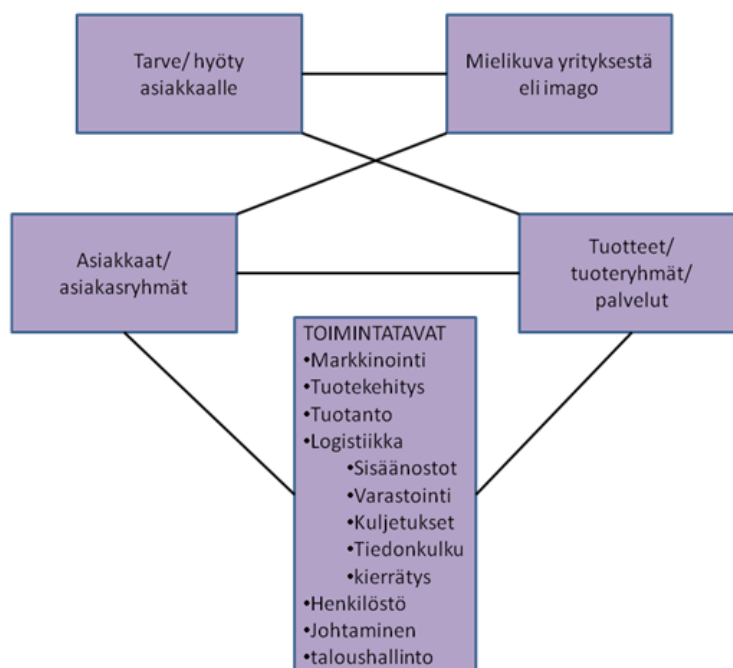 Tarve/ hyöty
asiakkaalle
Mielikuva yrityksestä
eli imago
Asiakkaat/
asiakasryhmät
Tuotteet/
tuoteryhmät/
palvelut
TOIMINTATAVAT
•Markkinointi
•Tuotekehitys
•Tuotanto
•Logistiikka
•Sisäänostot
•Varastointi
•Kuljetukset
•Tiedonkulku
•kierrätys
•Henkilöstö
•Johtaminen
•taloushallinto